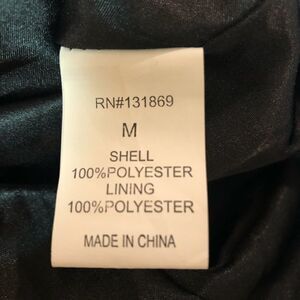 RN#131869
M
SHELL
100%POLYESTER
LINING
100%POLYESTER
MADE IN CHINA